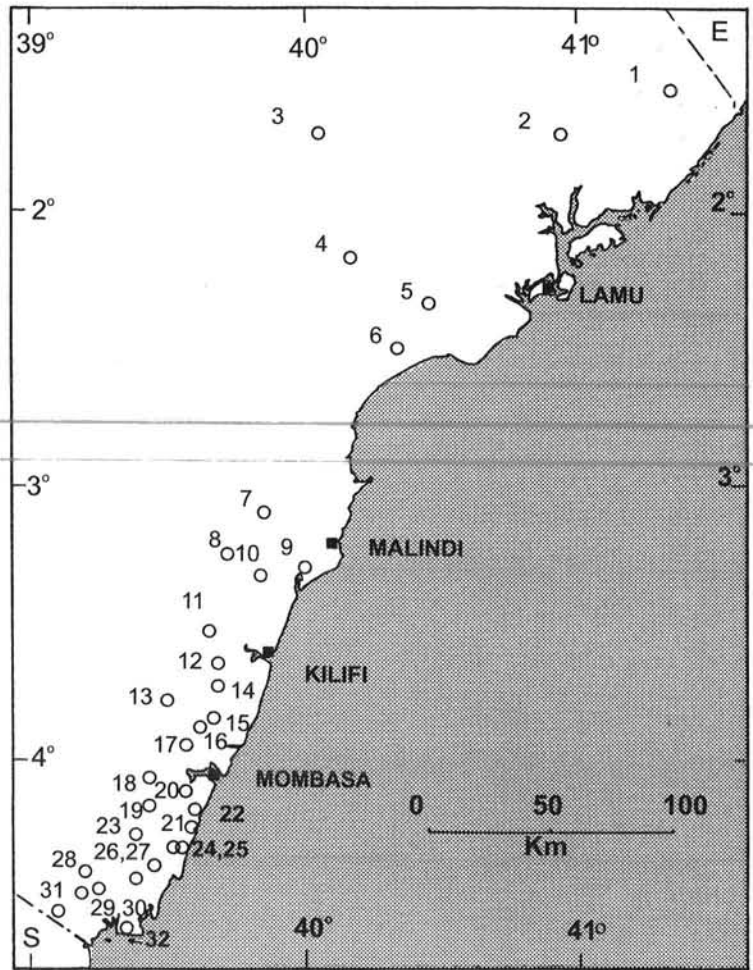 39° 40° 41° E
1
3 2
2° 2°
4
5 LAMU
6
3° 3°
7
8 10 9 MALINDI
11
12 KILIFI
13 14
15
17 16
4° MOMBASA
18 20
19 22 0 50 100
23 21 Km
26,27 24,25
28
31 29 30 40° 41°
S 32